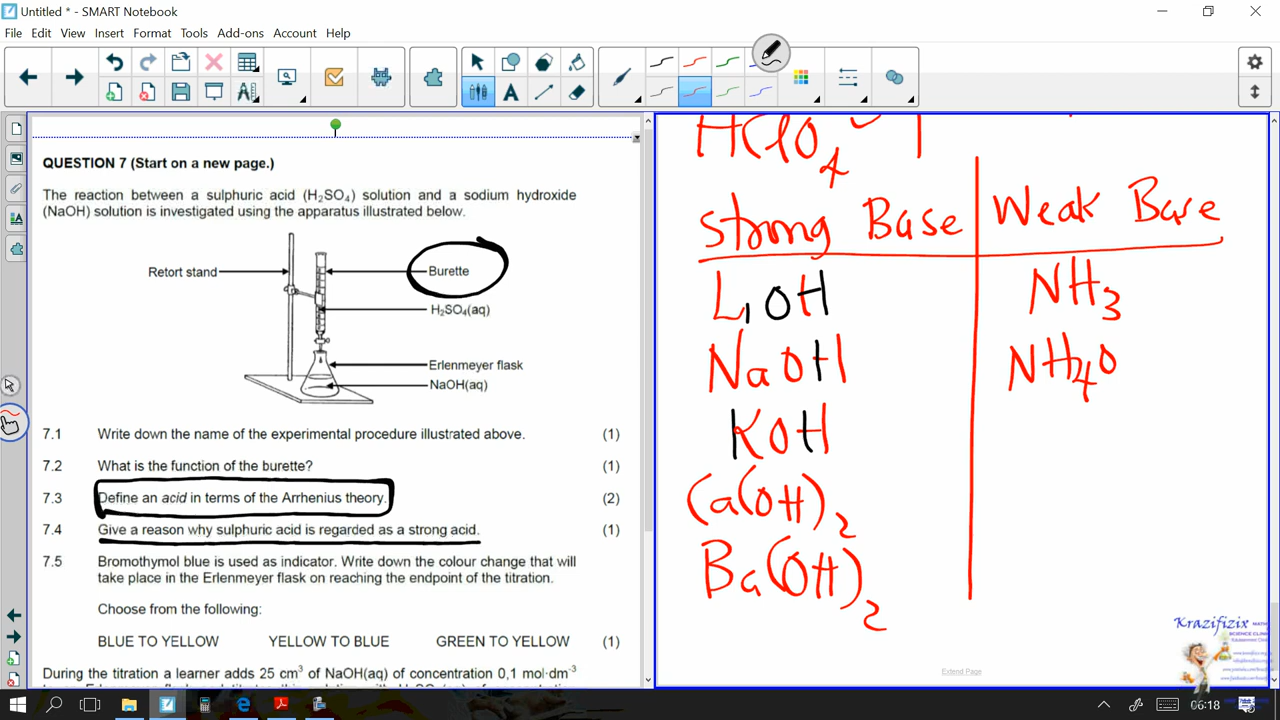 Untitled * - SMART Notebook
File Edit View Insert Format Tools Add-ons Account Help
QUESTION 7 (Start on a new page.)
The reaction between a sulphuric acid (H₂SO₄) solution and a sodium hydroxide
(NaOH) solution is investigated using the apparatus illustrated below.
Retort stand
Burette
H₂SO₄(aq)
Erlenmeyer flask
NaOH(aq)
7.1 Write down the name of the experimental procedure illustrated above. (1)
7.2 What is the function of the burette? (1)
7.3 Define an acid in terms of the Arrhenius theory. (2)
7.4 Give a reason why sulphuric acid is regarded as a strong acid. (1)
7.5 Bromothymol blue is used as indicator. Write down the colour change that will
take place in the Erlenmeyer flask on reaching the endpoint of the titration.
Choose from the following:
BLUE TO YELLOW YELLOW TO BLUE GREEN TO YELLOW (1)
During the titration a learner adds 25 cm³ of NaOH(aq) of concentration 0,1 mol·dm⁻³
HClO₄
strong Base Weak Base
LiOH NH₃
NaOH NH₄O
KOH
Ca(OH)₂
Ba(OH)₂
Krazifizix MATH
SCIENCE CLINIC
Extend Page
06:18